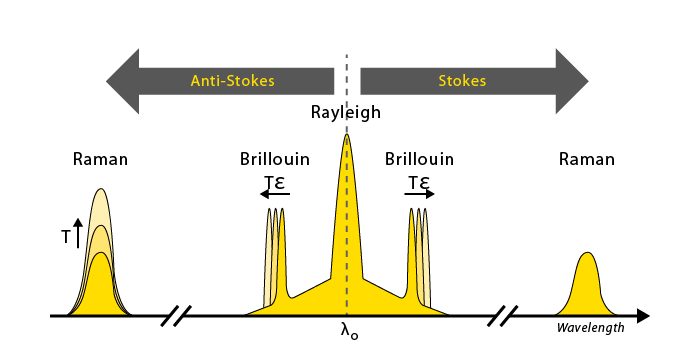 Anti-Stokes
Stokes
Rayleigh
Raman
Brillouin
Brillouin
Raman
Tε
Tε
T
λo
Wavelength